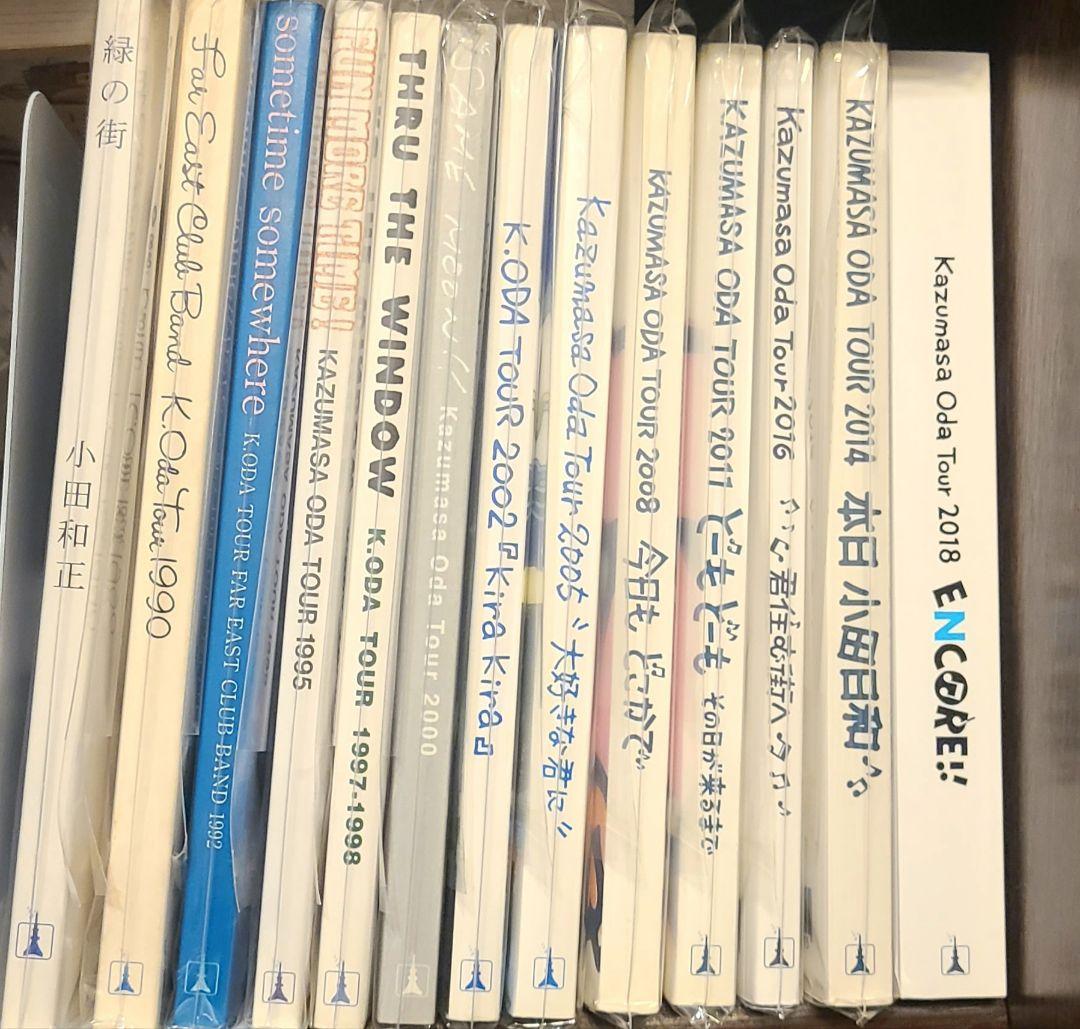 緑の街 小田和正
Far East Club Band K.Oda Tour 1990
sometime somewhere K.ODA TOUR FAR EAST CLUB BAND 1992
FUN MORE TIME! KAZUMASA ODA TOUR 1995
THRU THE WINDOW K.ODA TOUR 1997-1998
SAME MOON!! Kazumasa Oda Tour 2000
K.ODA TOUR 2002『Kira Kira』
Kazumasa Oda Tour 2005 "大好きな君に"
KAZUMASA ODA TOUR 2008 今日も どこかで
KAZUMASA ODA TOUR 2011 どーも どーも その日が来るまで
Kazumasa Oda Tour 2016 君住む街へ
KAZUMASA ODA TOUR 2014 本日 小田日和
Kazumasa Oda Tour 2018 ENCORE!!